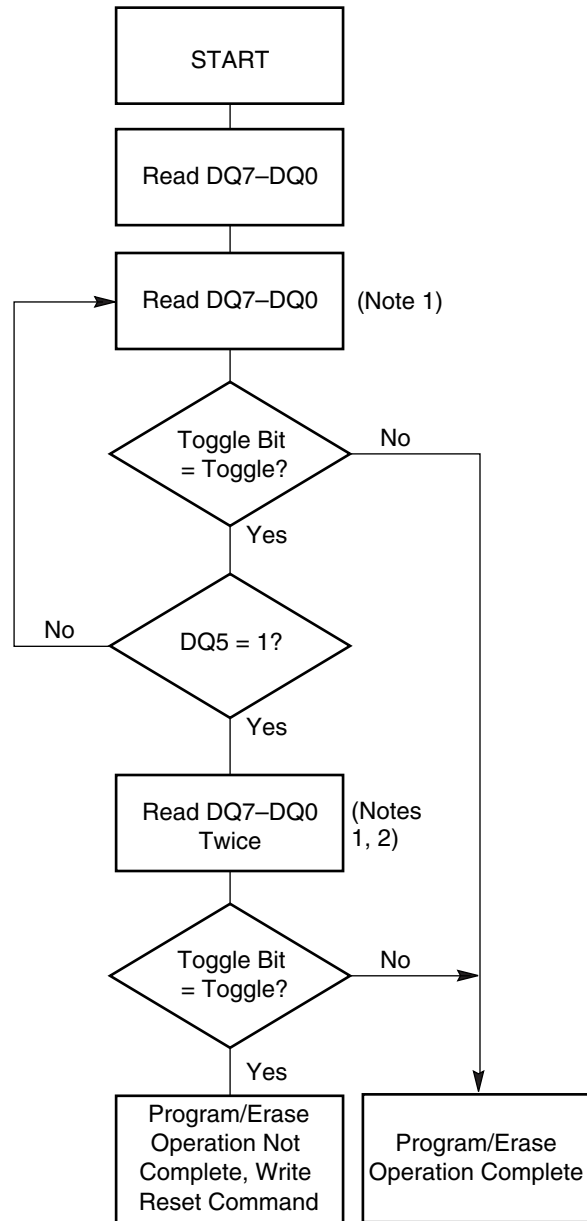 START
Read DQ7–DQ0
Read DQ7–DQ0
(Note 1)
Toggle Bit
= Toggle?
No
Yes
No
DQ5 = 1?
Yes
Read DQ7–DQ0
Twice
(Notes
1, 2)
Toggle Bit
= Toggle?
No
Yes
Program/Erase
Operation Not
Complete, Write
Reset Command
Program/Erase
Operation Complete